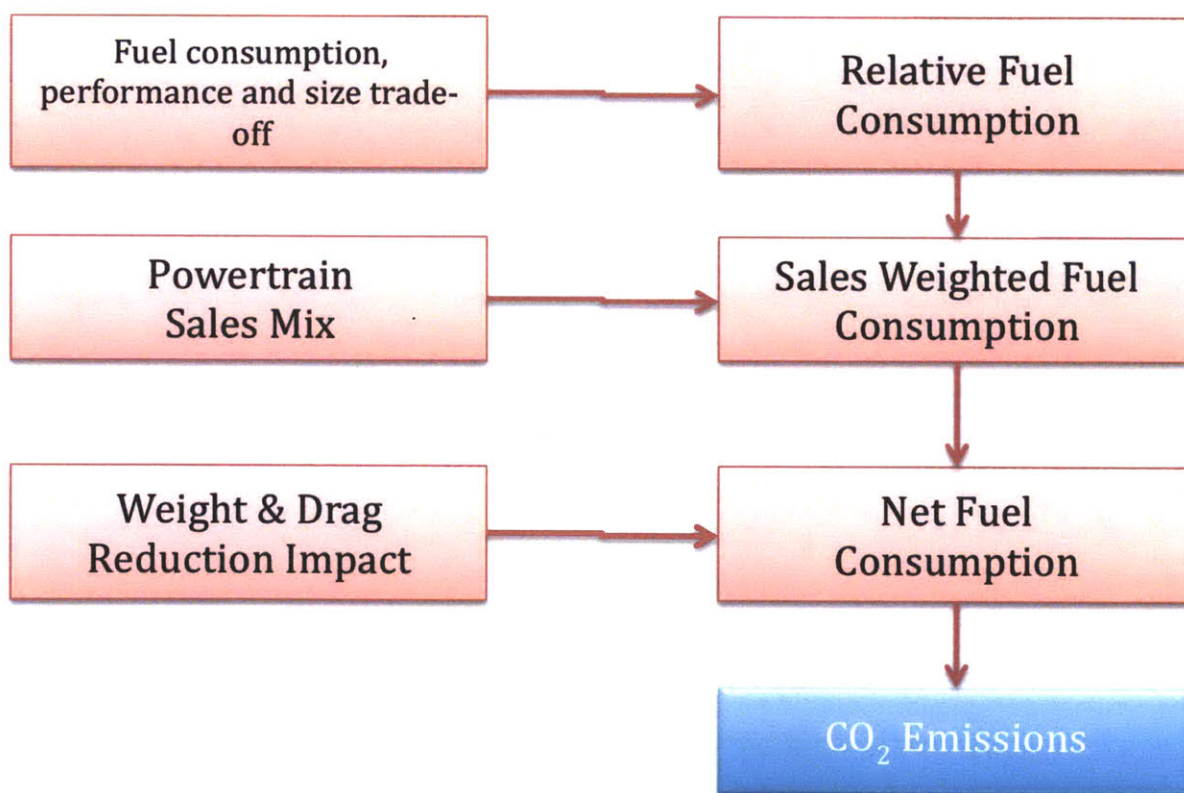 Fuel consumption,
performance and size trade-
off
Relative Fuel
Consumption
Powertrain
Sales Mix
Sales Weighted Fuel
Consumption
Weight & Drag
Reduction Impact
Net Fuel
Consumption
CO₂ Emissions